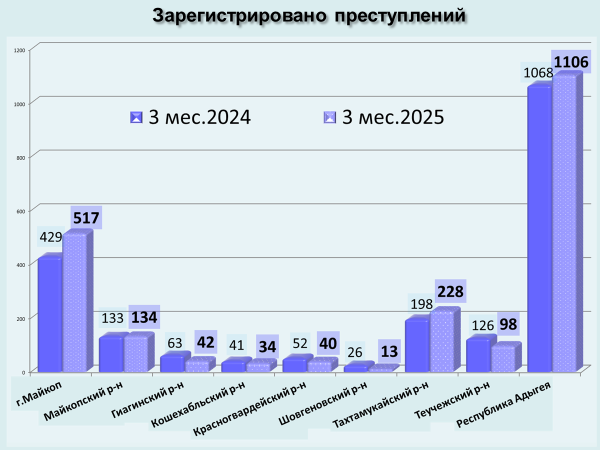 Зарегистрировано преступлений
1200
1000
800
600
400
200
0
3 мес.2024
3 мес.2025
429
517
133
134
63
42
41
34
52
40
26
13
198
228
126
98
1068
1106
г.Майкоп
Майкопский р-н
Гиагинский р-н
Кошехабльский р-н
Красногвардейский р-н
Шовгеновский р-н
Тахтамукайский р-н
Теучежский р-н
Республика Адыгея